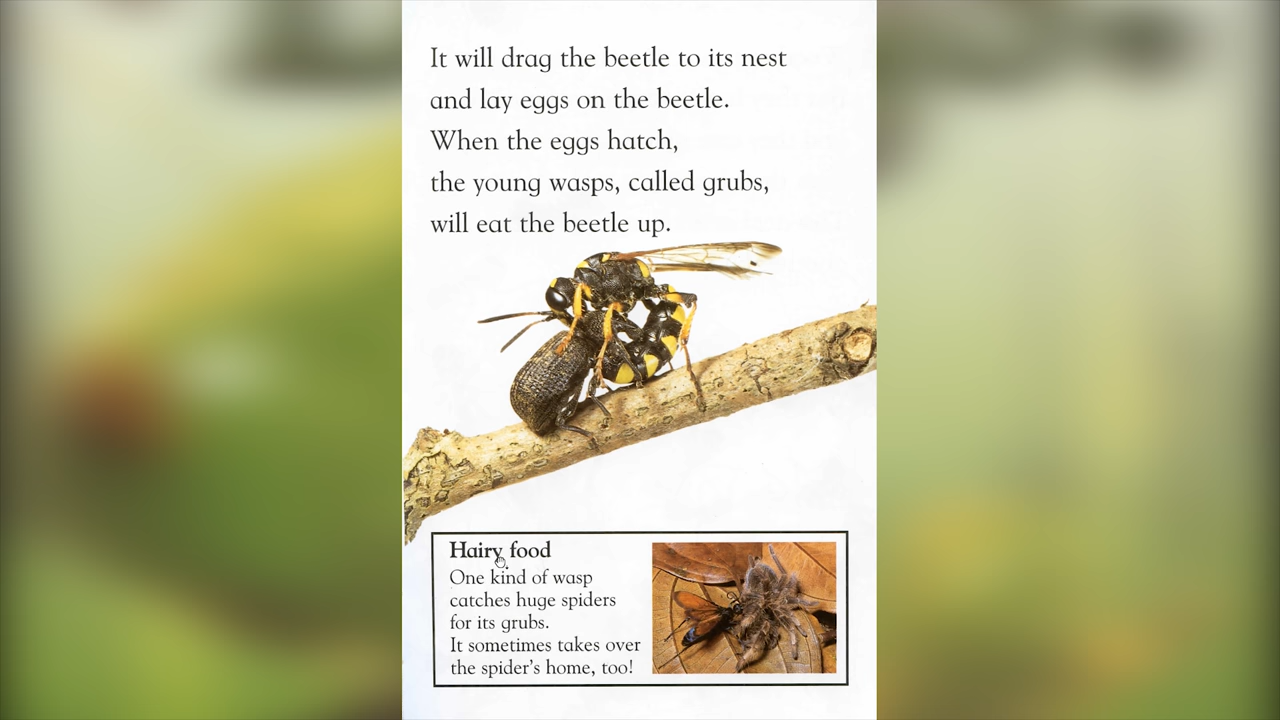 It will drag the beetle to its nest
and lay eggs on the beetle.
When the eggs hatch,
the young wasps, called grubs,
will eat the beetle up.
Hairy food
One kind of wasp
catches huge spiders
for its grubs.
It sometimes takes over
the spider's home, too!